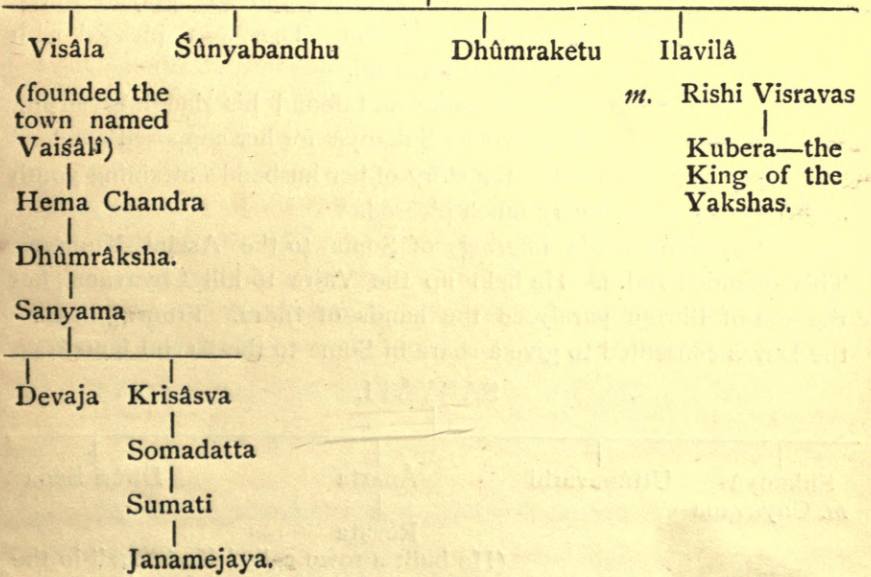 Visâla Śûnyabandhu Dhûmraketu Ilavilâ
(founded the
town named
Vaiśâlî)
m. Rishi Visravas
Kubera—the
King of the
Yakshas.
Hema Chandra
Dhûmrâksha.
Sanyama
Devaja Krisâsva
Somadatta
Sumati
Janamejaya.